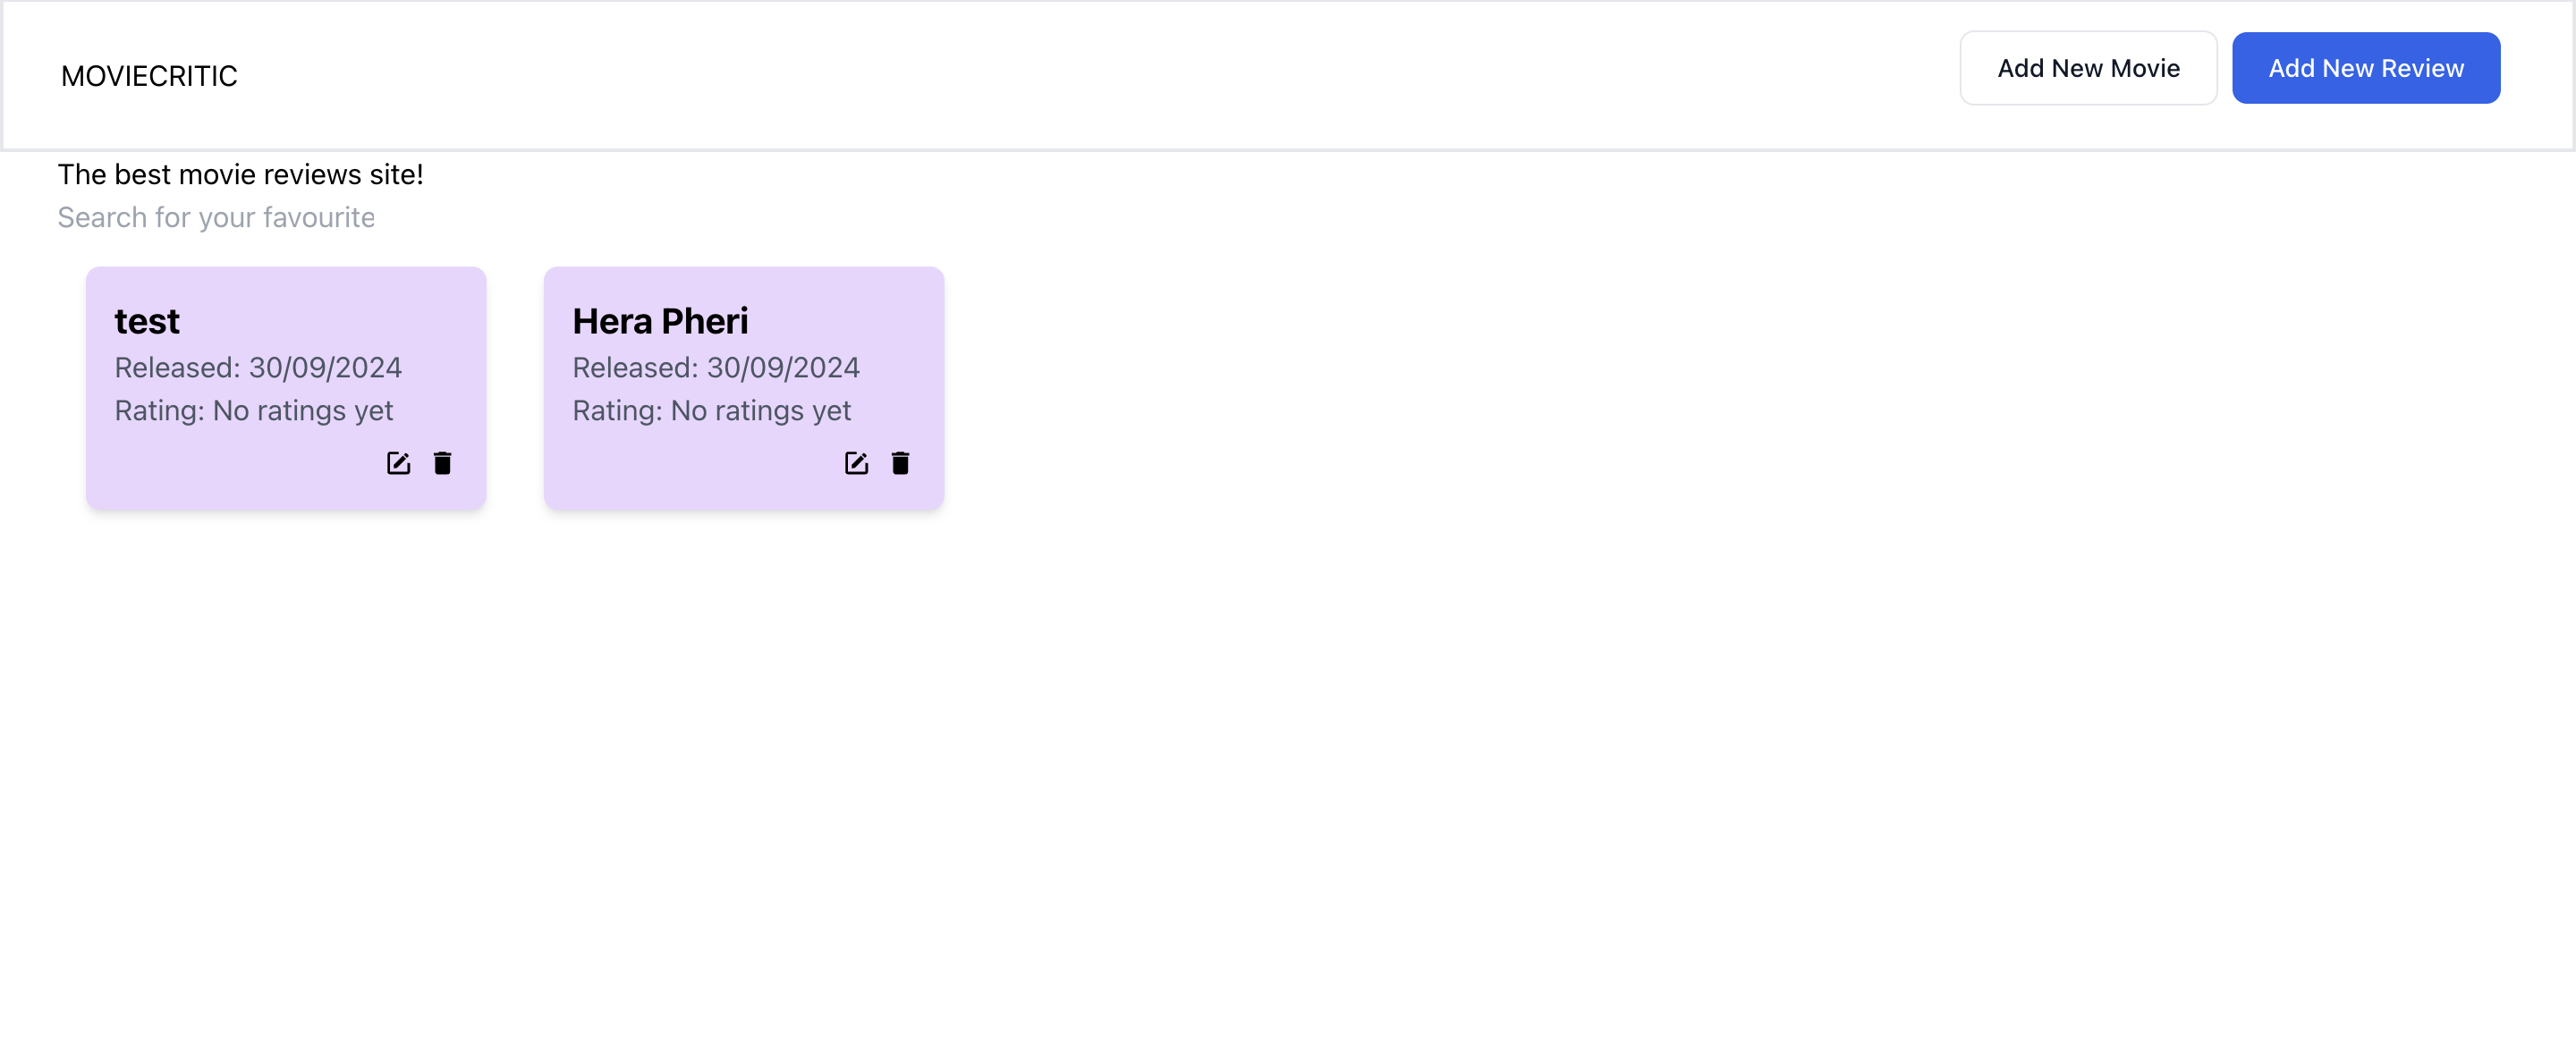 MOVIECRITIC
Add New Movie
Add New Review
The best movie reviews site!
Search for your favourite
test
Released: 30/09/2024
Rating: No ratings yet
Hera Pheri
Released: 30/09/2024
Rating: No ratings yet